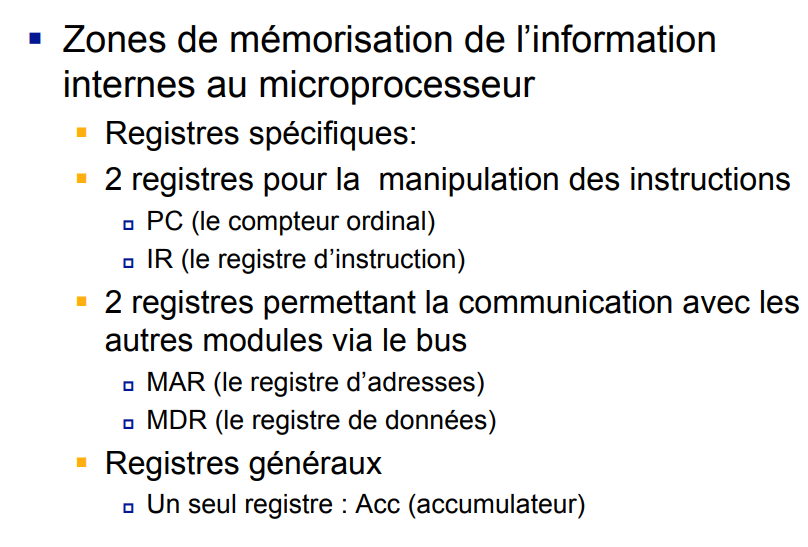 Zones de mémorisation de l’information
internes au microprocesseur
Registres spécifiques:
2 registres pour la  manipulation des instructions
PC (le compteur ordinal)
IR (le registre d’instruction)
2 registres permettant la communication avec les
autres modules via le bus
MAR (le registre d’adresses)
MDR (le registre de données)
Registres généraux
Un seul registre : Acc (accumulateur)